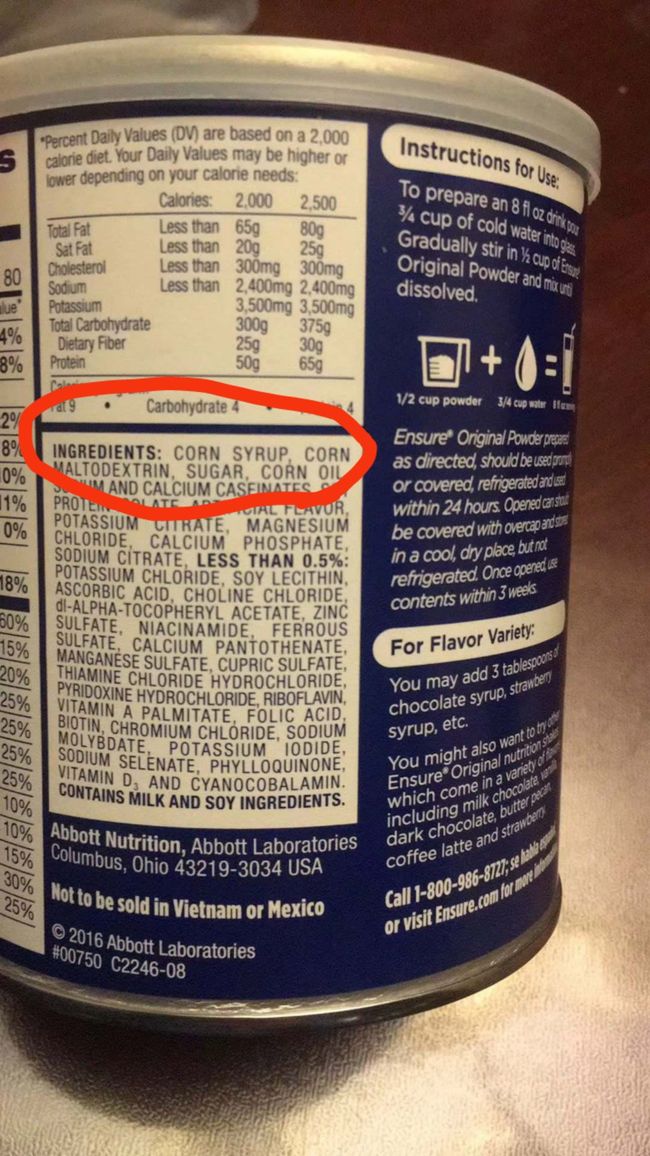 s
80
alue*
4%
8%
2%
8%
10%
11%
0%
18%
60%
15%
20%
25%
25%
25%
25%
10%
10%
15%
30%
25%
*Percent Daily Values (DV) are based on a 2,000
calorie diet. Your Daily Values may be higher or
lower depending on your calorie needs:
Calories: 2,000 2,500
Total Fat Less than 65g 80g
Sat Fat Less than 20g 25g
Cholesterol Less than 300mg 300mg
Sodium Less than 2,400mg 2,400mg
Potassium 3,500mg 3,500mg
Total Carbohydrate 300g 375g
Dietary Fiber 25g 30g
Protein 50g 65g
Fat 9 • Carbohydrate 4 • 4
INGREDIENTS: CORN SYRUP, CORN
MALTODEXTRIN, SUGAR, CORN OIL
AND CALCIUM CASEINATES,
PROTEIN FLAVOR,
POTASSIUM CITRATE, MAGNESIUM
CHLORIDE, CALCIUM PHOSPHATE,
SODIUM CITRATE, LESS THAN 0.5%:
POTASSIUM CHLORIDE, SOY LECITHIN,
ASCORBIC ACID, CHOLINE CHLORIDE,
dl-ALPHA-TOCOPHERYL ACETATE, ZINC
SULFATE, NIACINAMIDE, FERROUS
SULFATE, CALCIUM PANTOTHENATE,
MANGANESE SULFATE, CUPRIC SULFATE,
THIAMINE CHLORIDE HYDROCHLORIDE,
PYRIDOXINE HYDROCHLORIDE, RIBOFLAVIN,
VITAMIN A PALMITATE, FOLIC ACID,
BIOTIN, CHROMIUM CHLORIDE, SODIUM
MOLYBDATE, POTASSIUM IODIDE,
SODIUM SELENATE, PHYLLOQUINONE,
VITAMIN D3 AND CYANOCOBALAMIN.
CONTAINS MILK AND SOY INGREDIENTS.
Abbott Nutrition, Abbott Laboratories
Columbus, Ohio 43219-3034 USA
Not to be sold in Vietnam or Mexico
© 2016 Abbott Laboratories
#00750 C2246-08
Instructions for Use:
To prepare an 8 fl oz drink pour
¾ cup of cold water into glass.
Gradually stir in ½ cup of Ensure®
Original Powder and mix until
dissolved.
+ =
1/2 cup powder 3/4 cup water 8 fl oz serving
Ensure® Original Powder prepared
as directed, should be used promptly
or covered, refrigerated and used
within 24 hours. Opened can should
be covered with overcap and stored
in a cool, dry place, but not
refrigerated. Once opened, use
contents within 3 weeks.
For Flavor Variety:
You may add 3 tablespoons of
chocolate syrup, strawberry
syrup, etc.
You might also want to try other
Ensure® Original nutrition shakes
which come in a variety of flavors
including milk chocolate, vanilla,
dark chocolate, butter pecan,
coffee latte and strawberry.
Call 1-800-986-8727; se habla español,
or visit Ensure.com for more